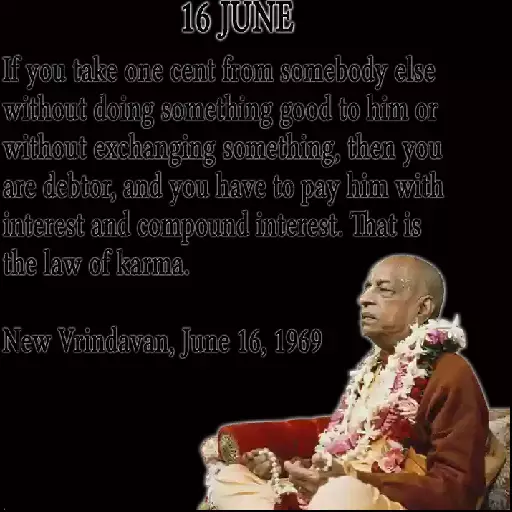 16 JUNE
If you take one cent from somebody else
without doing something good to him or
without exchanging something, then you
are debtor, and you have to pay him with
interest and compound interest. That is
the law of karma.
New Vrindavan, June 16, 1969